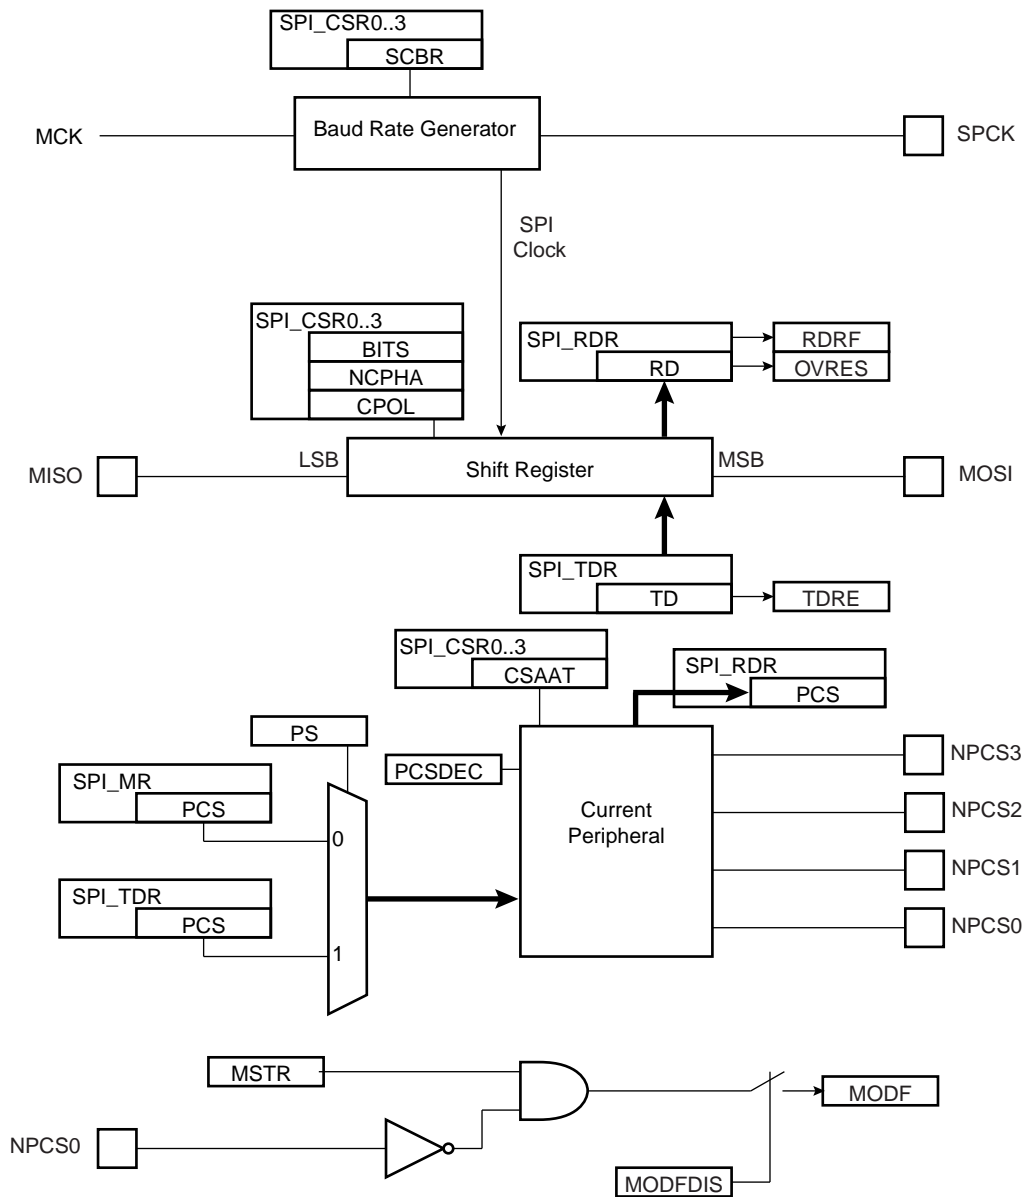 SPI_CSR0..3
SCBR
MCK
Baud Rate Generator
SPCK
SPI
Clock
SPI_CSR0..3
BITS
NCPHA
CPOL
SPI_RDR
RD
RDRF
OVRES
MISO
LSB
Shift Register
MSB
MOSI
SPI_TDR
TD
TDRE
SPI_CSR0..3
CSAAT
SPI_RDR
PCS
PS
PCSDEC
Current
Peripheral
NPCS3
SPI_MR
PCS
0
NPCS2
SPI_TDR
PCS
1
NPCS1
NPCS0
MSTR
MODF
NPCS0
MODFDIS